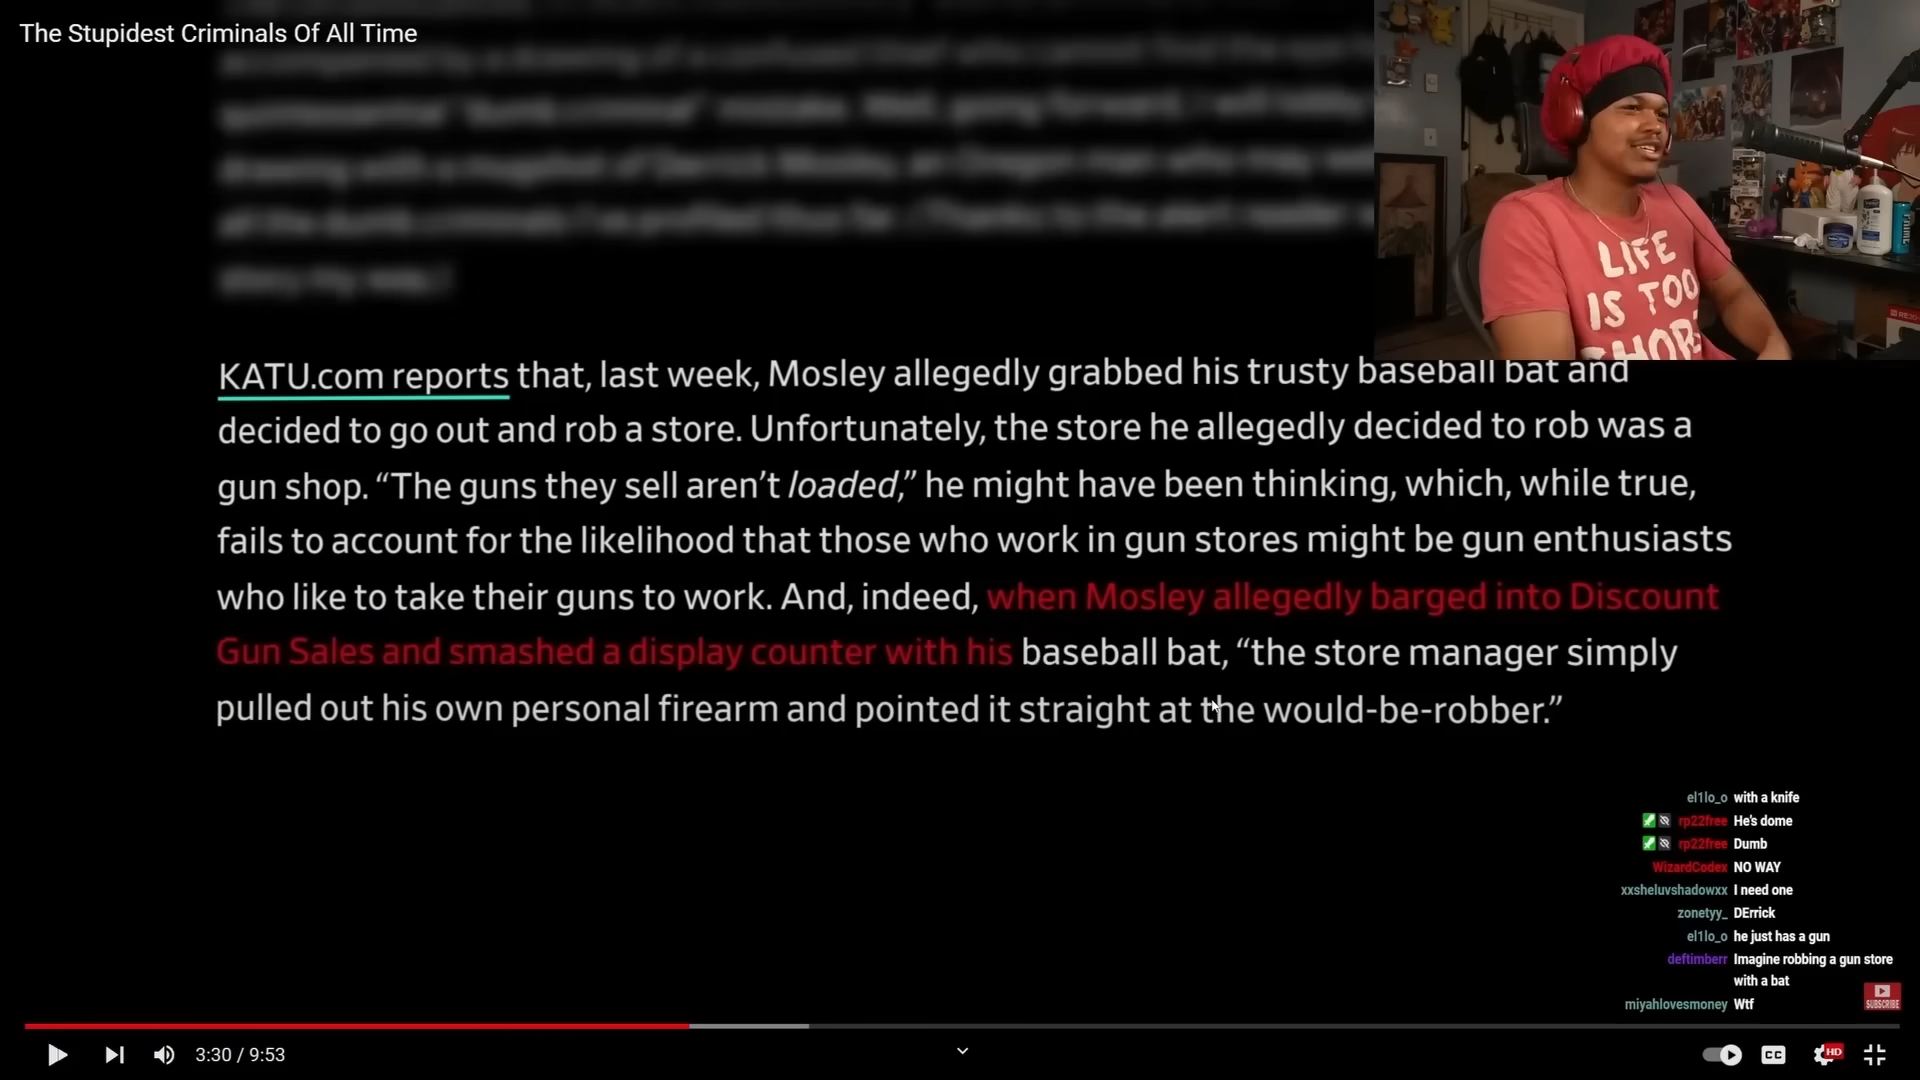 The Stupidest Criminals Of All Time
LIFE
IS TOO
SHORT
KATU.com reports that, last week, Mosley allegedly grabbed his trusty baseball bat and
decided to go out and rob a store. Unfortunately, the store he allegedly decided to rob was a
gun shop. “The guns they sell aren’t loaded,” he might have been thinking, which, while true,
fails to account for the likelihood that those who work in gun stores might be gun enthusiasts
who like to take their guns to work. And, indeed, when Mosley allegedly barged into Discount
Gun Sales and smashed a display counter with his baseball bat, “the store manager simply
pulled out his own personal firearm and pointed it straight at the would-be-robber.”
el1lo_o with a knife
rp22free He's dome
rp22free Dumb
WizardCodex NO WAY
xxsheluvshadowxx I need one
zonetyy_ DErrick
el1lo_o he just has a gun
deftimberr Imagine robbing a gun store
with a bat
miyahlovesmoney Wtf
SUBSCRIBE
3:30 / 9:53
CC
HD